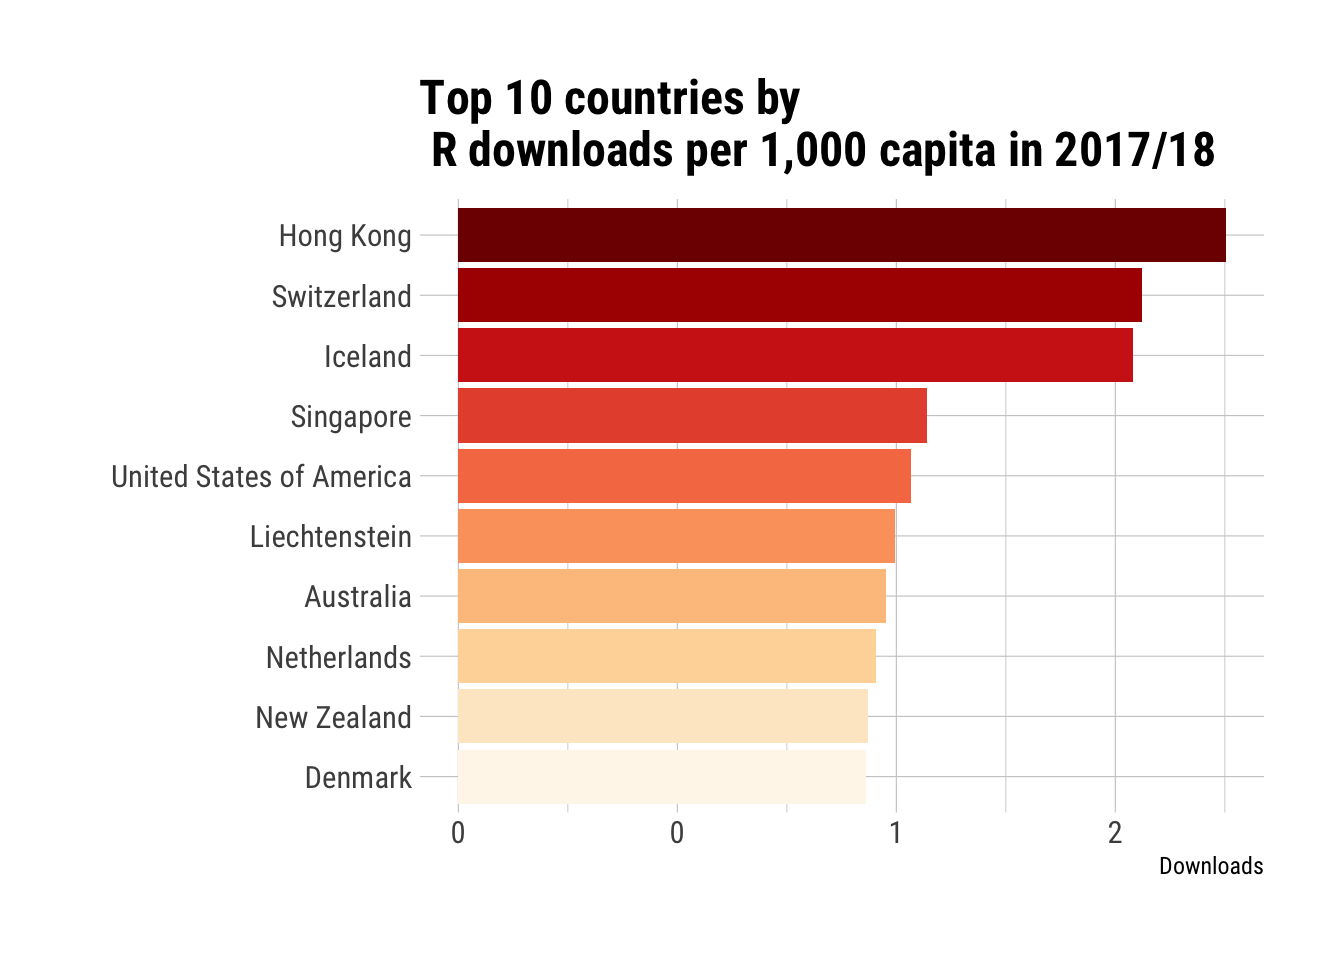 Top 10 countries by
R downloads per 1,000 capita in 2017/18
Hong Kong
Switzerland
Iceland
Singapore
United States of America
Liechtenstein
Australia
Netherlands
New Zealand
Denmark
0 0 1 2
Downloads